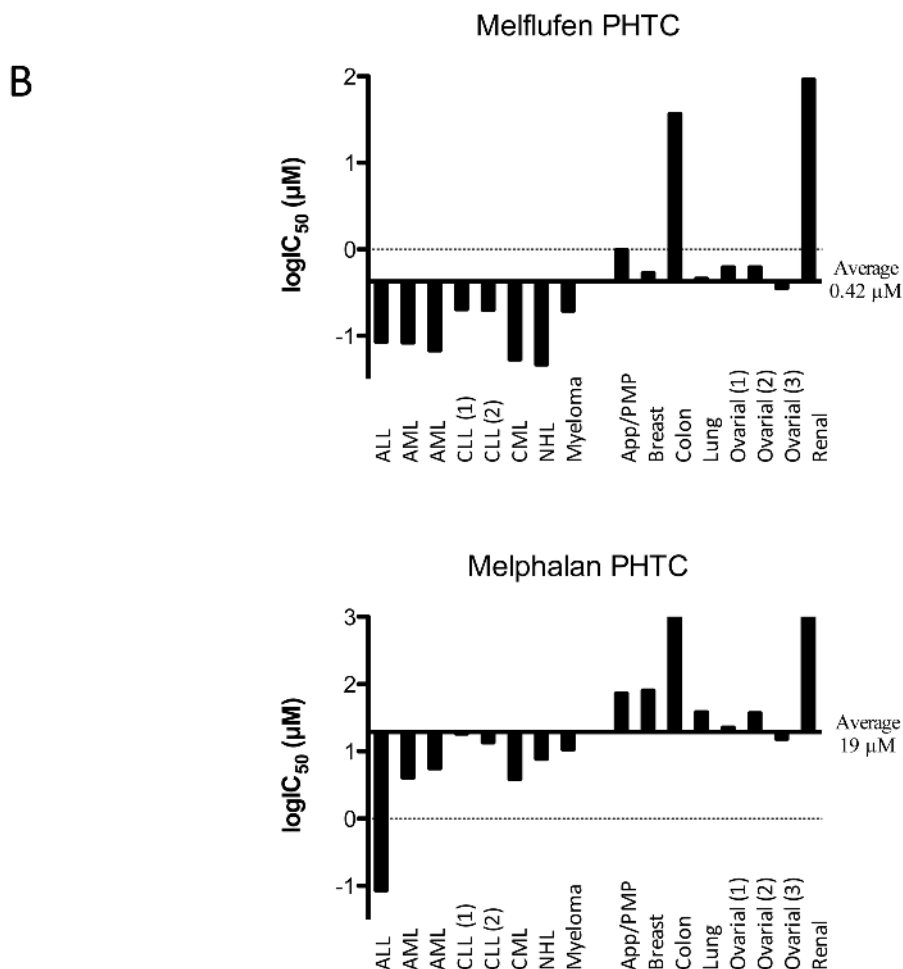 Melflufen PHTC
B
logIC50 (µM)
2
1
0
-1
Average
0.42 µM
ALL
AML
AML
CLL (1)
CLL (2)
CML
NHL
Myeloma
App/PMP
Breast
Colon
Lung
Ovarial (1)
Ovarial (2)
Ovarial (3)
Renal
Melphalan PHTC
logIC50 (µM)
3
2
1
0
-1
Average
19 µM
ALL
AML
AML
CLL (1)
CLL (2)
CML
NHL
Myeloma
App/PMP
Breast
Colon
Lung
Ovarial (1)
Ovarial (2)
Ovarial (3)
Renal